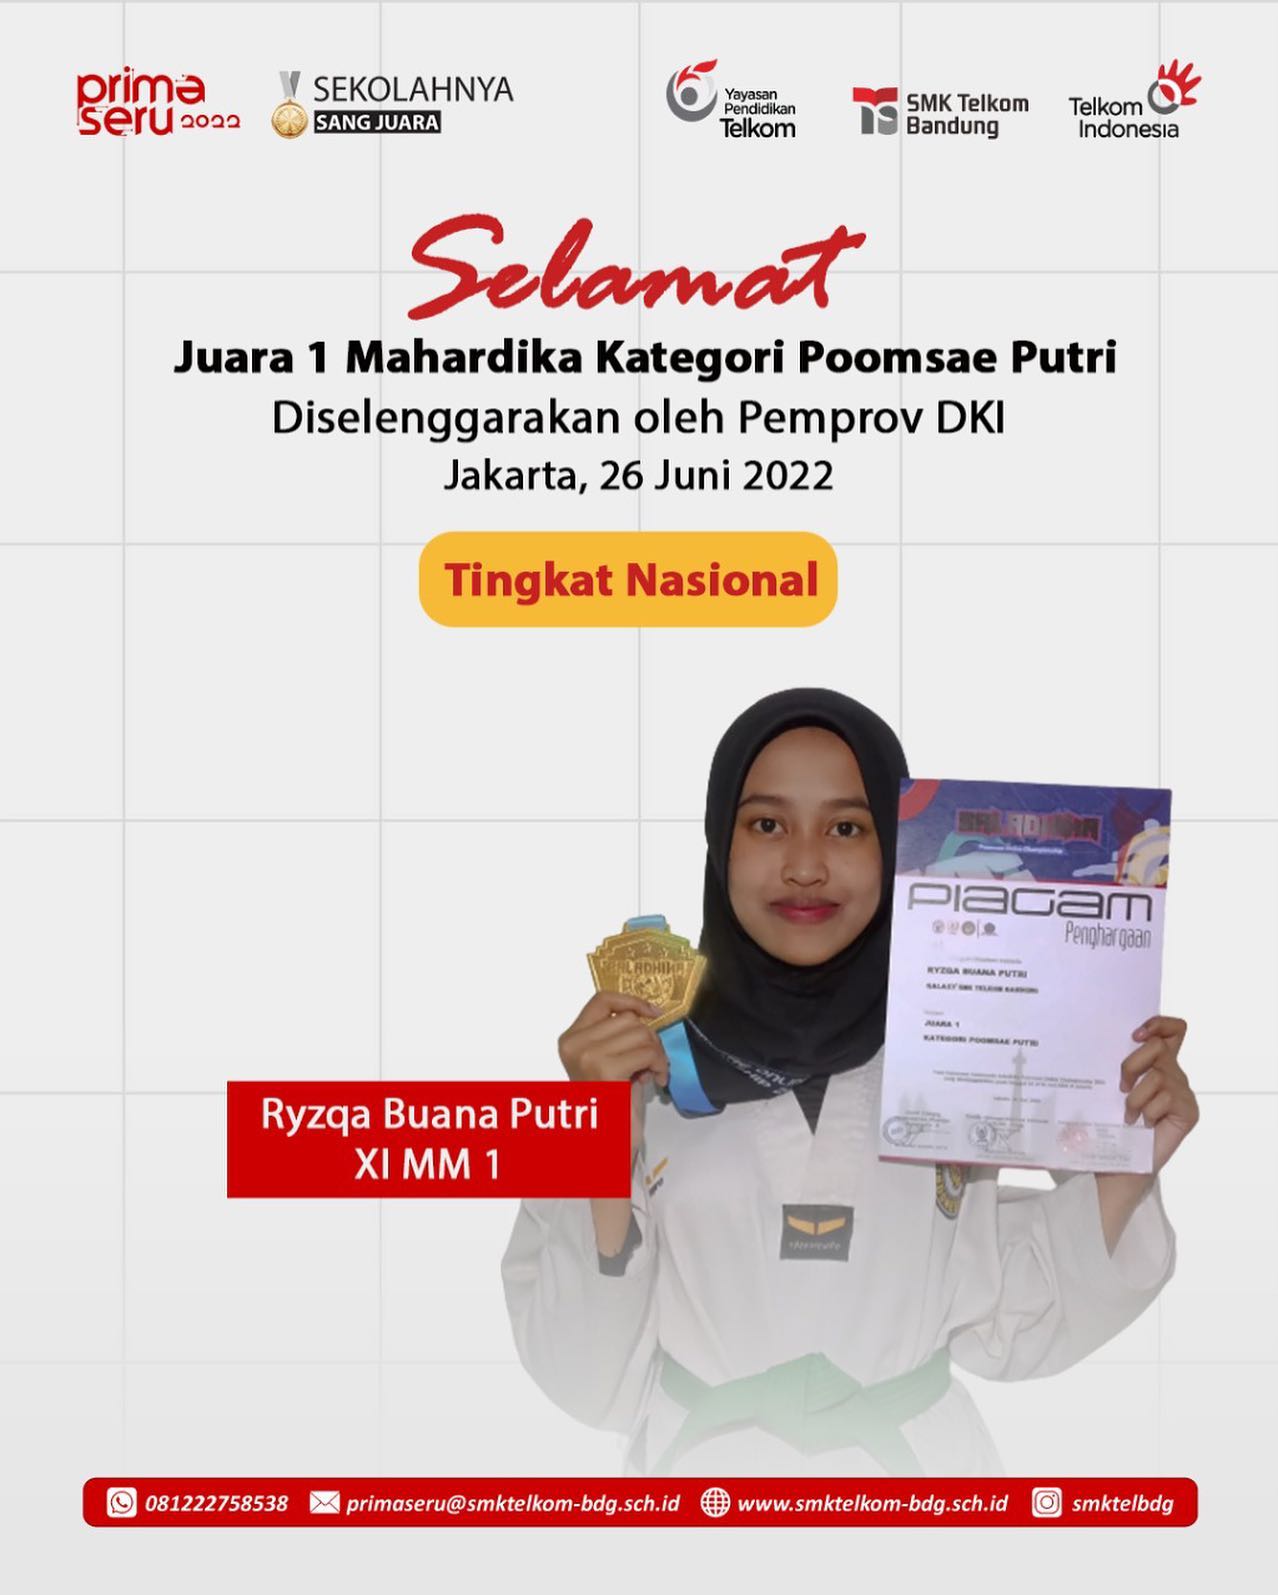 prima
seru 2022
SEKOLAHNYA
SANG JUARA
Yayasan
Pendidikan
Telkom
SMK Telkom
Bandung
Telkom
Indonesia
Selamat
Juara 1 Mahardika Kategori Poomsae Putri
Diselenggarakan oleh Pemprov DKI
Jakarta, 26 Juni 2022
Tingkat Nasional
PIAGAM
Penghargaan
RYZQA BUANA PUTRI
JUARA 1
KATEGORI POOMSAE PUTRI
Ryzqa Buana Putri
XI MM 1
081222758538 primaseru@smktelkom-bdg.sch.id www.smktelkom-bdg.sch.id smktelbdg